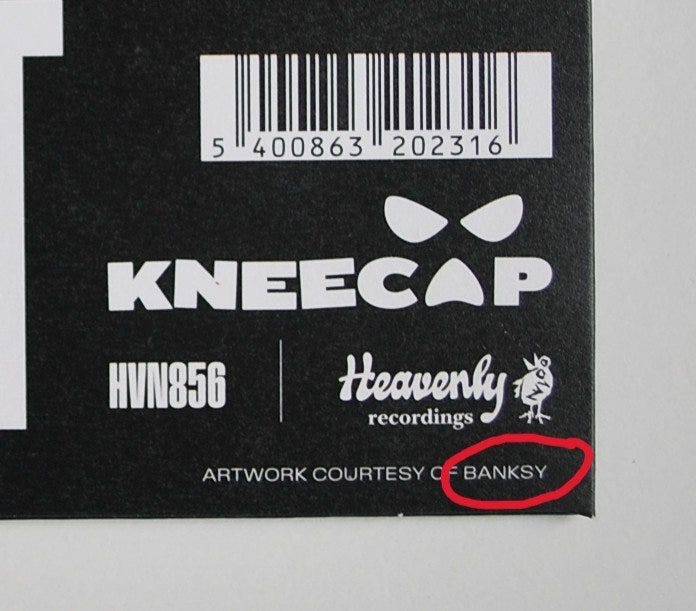 5 400863 202316
KNEECAP
HVN856
Heavenly
recordings
ARTWORK COURTESY OF BANKSY